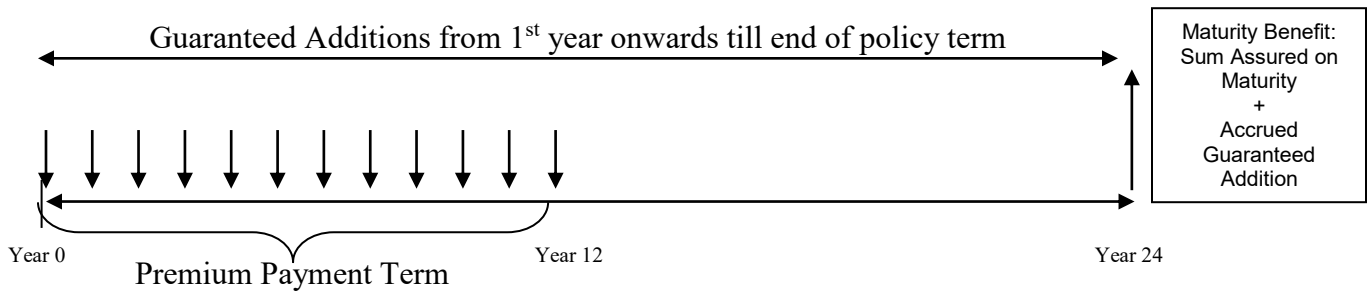 Guaranteed Additions from 1st year onwards till end of policy term
Maturity Benefit:
Sum Assured on
Maturity
+
Accrued
Guaranteed
Addition
Year 0
Year 12
Year 24
Premium Payment Term